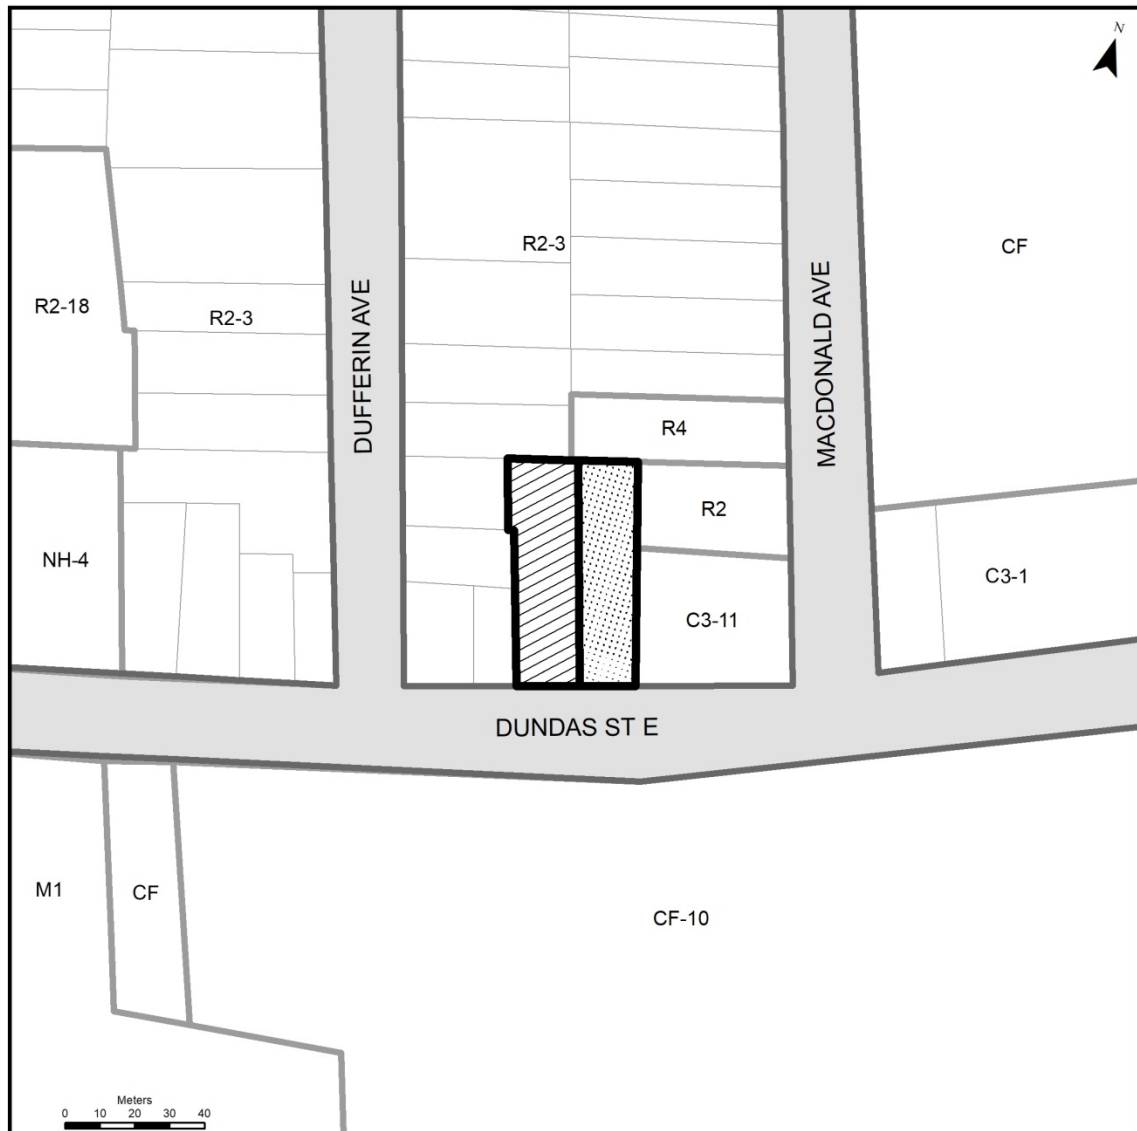 N
R2-3
CF
R2-18
R2-3
DUFFERIN AVE
MACDONALD AVE
R4
R2
NH-4
C3-1
C3-11
DUNDAS ST E
M1
CF
CF-10
Meters
0 10 20 30 40